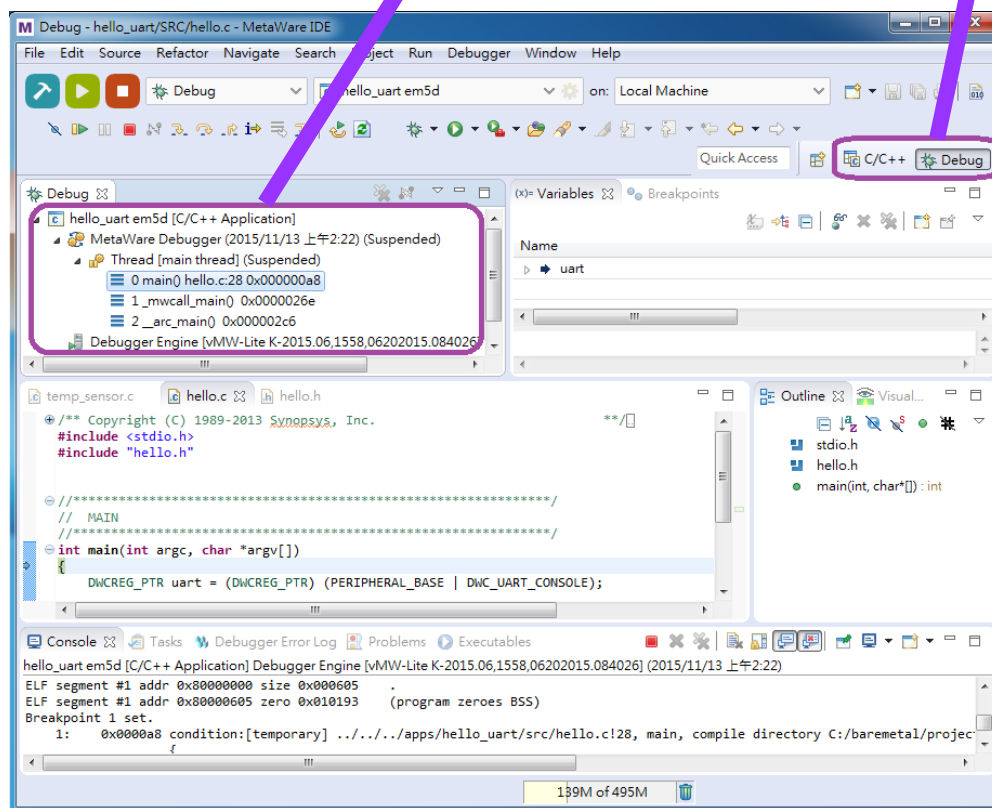 Debug - hello_uart/SRC/hello.c - MetaWare IDE
File Edit Source Refactor Navigate Search Project Run Debugger Window Help
Debug hello_uart em5d on: Local Machine
Quick Access C/C++ Debug
Debug
hello_uart em5d [C/C++ Application]
MetaWare Debugger (2015/11/13 上午2:22) (Suspended)
Thread [main thread] (Suspended)
0 main() hello.c:28 0x000000a8
1 _mwcall_main() 0x0000026e
2 __arc_main() 0x000002c6
Debugger Engine [vMW-Lite K-2015.06,1558,06202015.084026]
(x)= Variables Breakpoints
Name
uart
temp_sensor.c hello.c hello.h
/** Copyright (C) 1989-2013 Synopsys, Inc. **/
#include <stdio.h>
#include "hello.h"
//***************************************************************/
// MAIN
//***************************************************************/
int main(int argc, char *argv[])
{
DWCREG_PTR uart = (DWCREG_PTR) (PERIPHERAL_BASE | DWC_UART_CONSOLE);
Outline Visual...
stdio.h
hello.h
main(int, char*[]) : int
Console Tasks Debugger Error Log Problems Executables
hello_uart em5d [C/C++ Application] Debugger Engine [vMW-Lite K-2015.06,1558,06202015.084026] (2015/11/13 上午2:22)
ELF segment #1 addr 0x80000000 size 0x000605 .
ELF segment #1 addr 0x80000605 zero 0x010193 (program zeroes BSS)
Breakpoint 1 set.
1: 0x0000a8 condition:[temporary] ../../../apps/hello_uart/src/hello.c!28, main, compile directory C:/baremetal/projec
{
139M of 495M